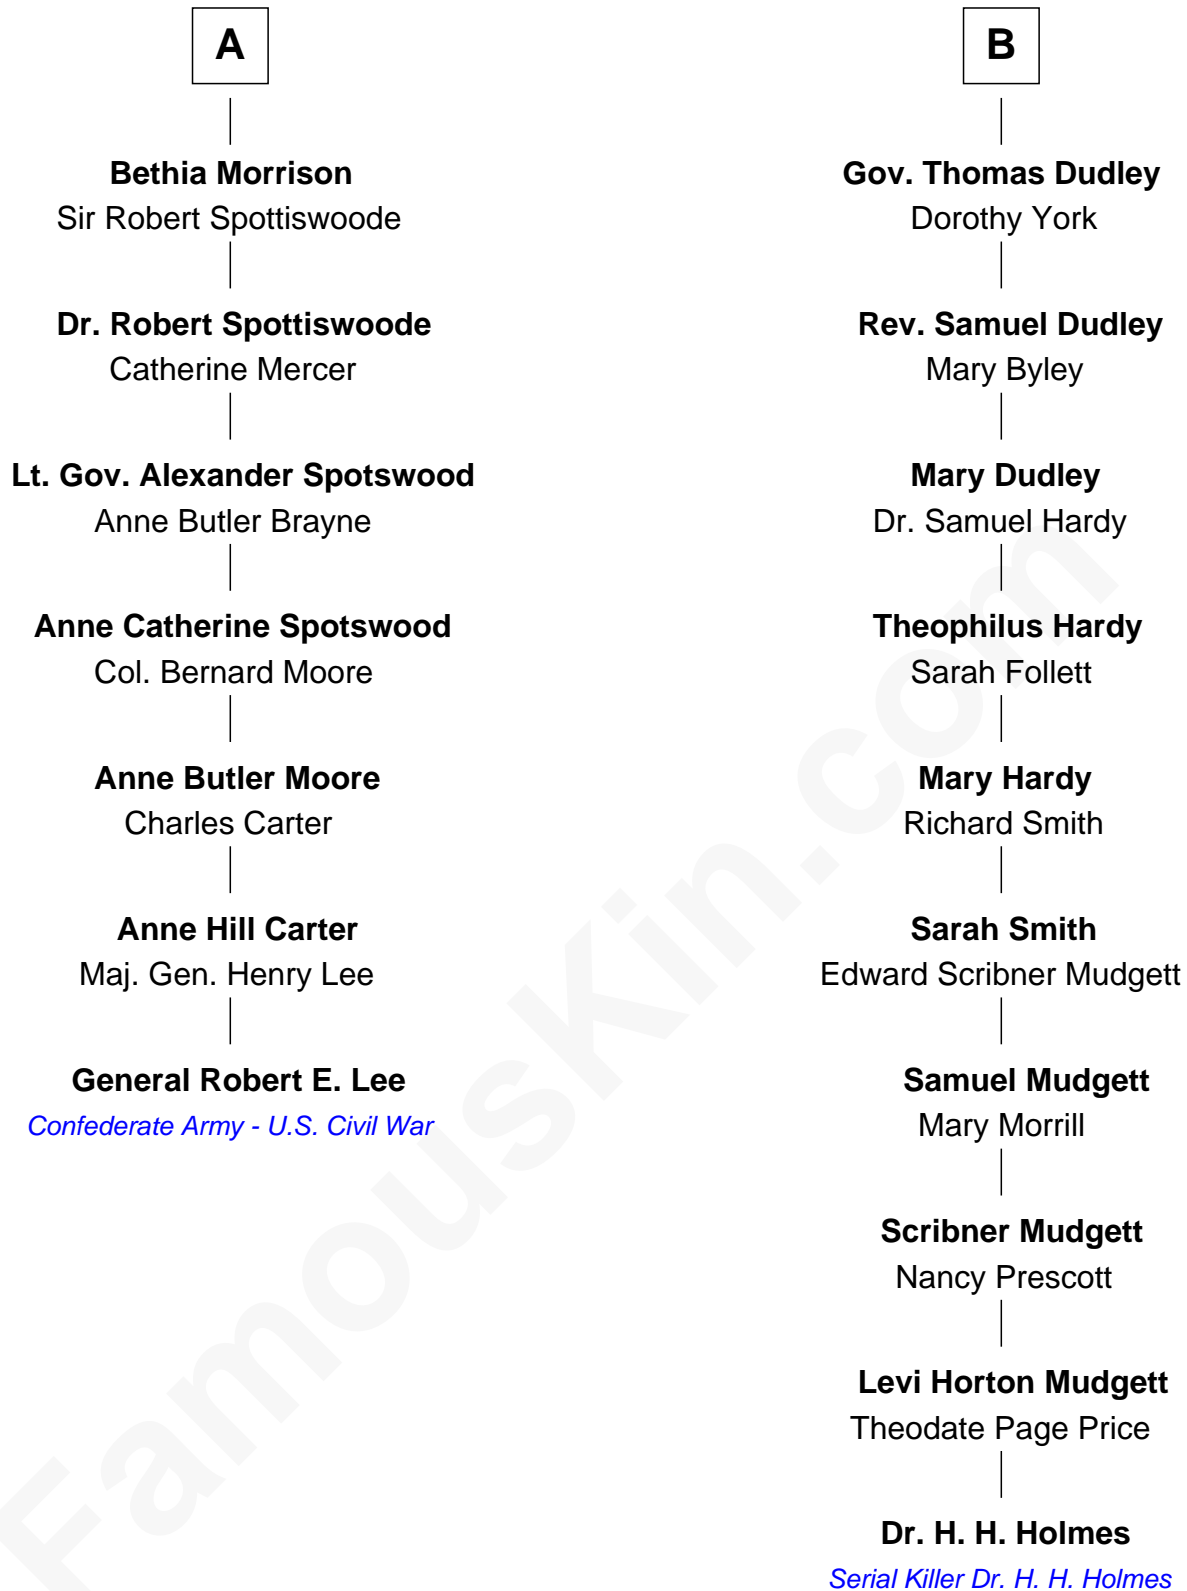 A
Bethia Morrison
Sir Robert Spottiswoode
Dr. Robert Spottiswoode
Catherine Mercer
Lt. Gov. Alexander Spotswood
Anne Butler Brayne
Anne Catherine Spotswood
Col. Bernard Moore
Anne Butler Moore
Charles Carter
Anne Hill Carter
Maj. Gen. Henry Lee
General Robert E. Lee
Confederate Army - U.S. Civil War
B
Gov. Thomas Dudley
Dorothy York
Rev. Samuel Dudley
Mary Byley
Mary Dudley
Dr. Samuel Hardy
Theophilus Hardy
Sarah Follett
Mary Hardy
Richard Smith
Sarah Smith
Edward Scribner Mudgett
Samuel Mudgett
Mary Morrill
Scribner Mudgett
Nancy Prescott
Levi Horton Mudgett
Theodate Page Price
Dr. H. H. Holmes
Serial Killer Dr. H. H. Holmes
FamousKin.com